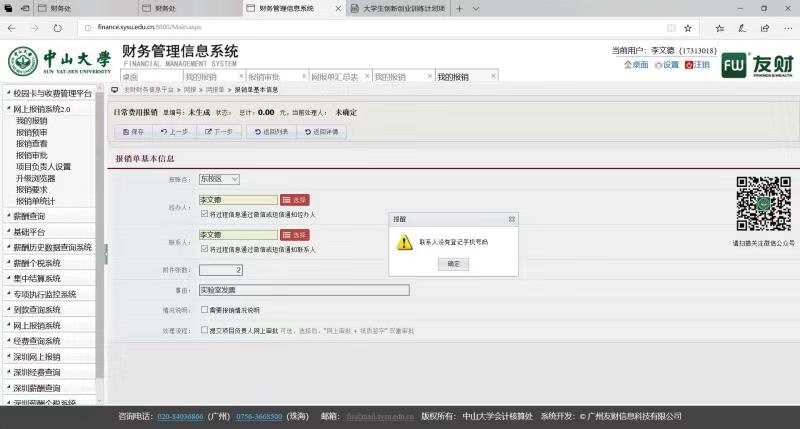 财务处
财务处
财务管理信息系统
大学生创新创业训练计划项
finance.sysu.edu.cn:8000/Main.aspx
中山大学
SUN YAT-SEN UNIVERSITY
财务管理信息系统
FINANCIAL MANAGEMENT SYSTEM
当前用户：李文德 (17313018)
桌面 设置 注销
友财
FRIENDS & HEALTH
桌面
我的报销
报销审批
网报单汇总表
我的报销
我的报销
校园卡与收费管理平台
友财财务信息平台 » 网报 » 网报单 » 报销单基本信息
网上报销系统2.0
我的报销
报销预审
报销查看
报销审批
项目负责人设置
升级浏览器
报销要求
报销单统计
薪酬查询
基础平台
薪酬历史数据查询系统
薪酬个税系统
集中结算系统
专项执行监控系统
到款查询系统
网上报销系统
经费查询系统
深圳网上报销
深圳经费查询
深圳薪酬查询
深圳薪酬个税系统
日常费用报销 单编号：未生成 状态： 总计：0.00 元，当前处理人： 未确定
保存 上一步 下一步 返回列表 返回详情
报销单基本信息
报账点： 东校区
经办人： 李文德 选择
将过程信息通过微信或短信通知经办人
联系人： 李文德 选择
将过程信息通过微信或短信通知联系人
附件张数： 2
事由： 实验室发票
情况说明： 需要报销情况说明
处理流程： 提交项目负责人网上审批 可选，选择后，"网上审批 + 纸质签字" 双重审批
提醒
联系人没有登记手机号码
确定
请扫描关注微信公众号
咨询电话：020-84036866 (广州) 0756-3668500 (珠海) 邮箱： 版权所有： 中山大学会计核算处 系统开发：© 广州友财信息科技有限公司